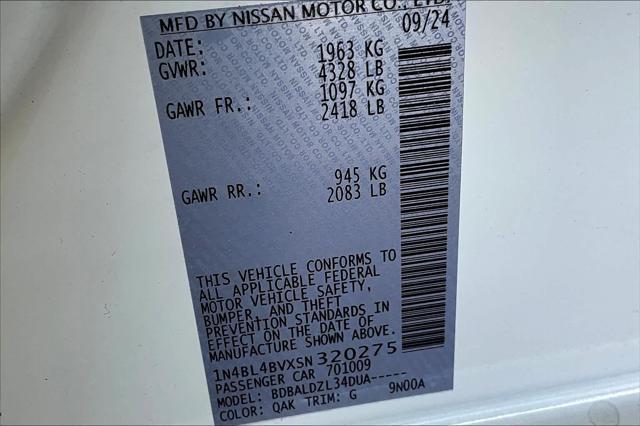 MFD BY NISSAN MOTOR CO., LTD.
DATE: 09/24
GVWR: 1963 KG
4328 LB
GAWR FR.: 1097 KG
2418 LB
GAWR RR.: 945 KG
2083 LB
THIS VEHICLE CONFORMS TO
ALL APPLICABLE FEDERAL
MOTOR VEHICLE SAFETY,
BUMPER, AND THEFT
PREVENTION STANDARDS IN
EFFECT ON THE DATE OF
MANUFACTURE SHOWN ABOVE.
1N4BL4BVXSN320275
PASSENGER CAR 701009
MODEL: BDBALDZL34DUA-----
COLOR: QAK TRIM: G 9N00A